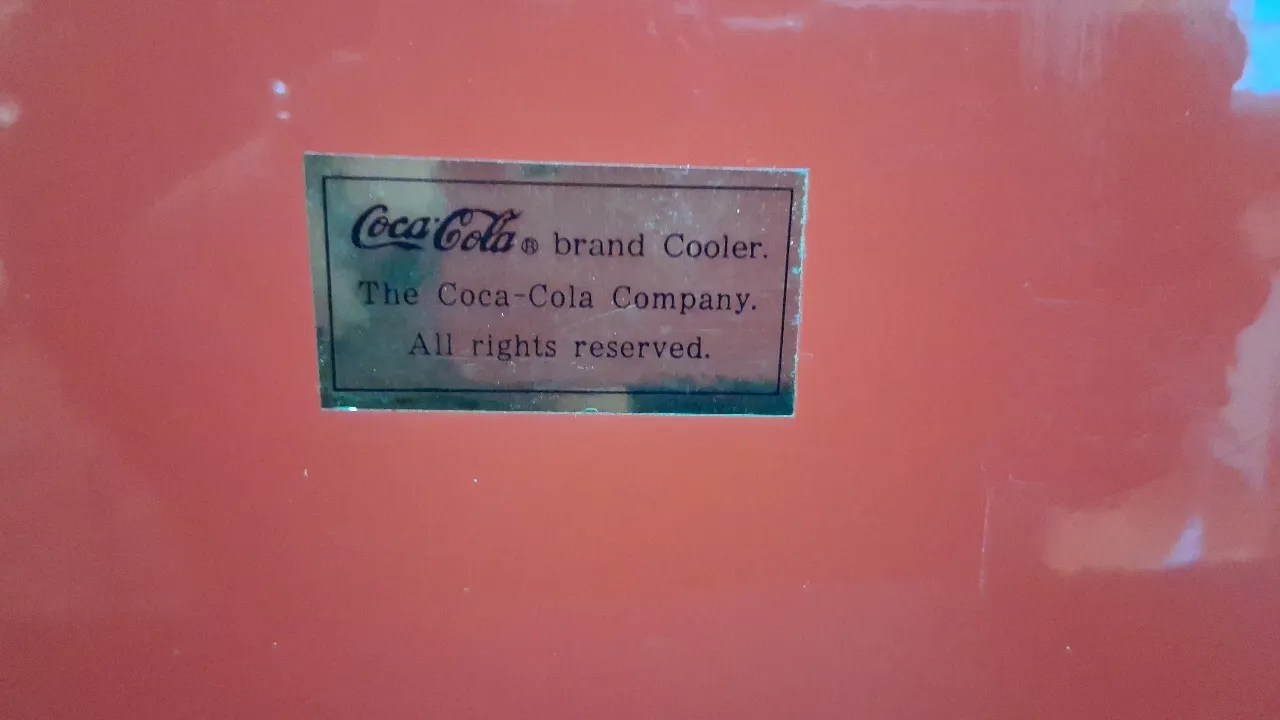 Coca-Cola® brand Cooler.
The Coca-Cola Company.
All rights reserved.